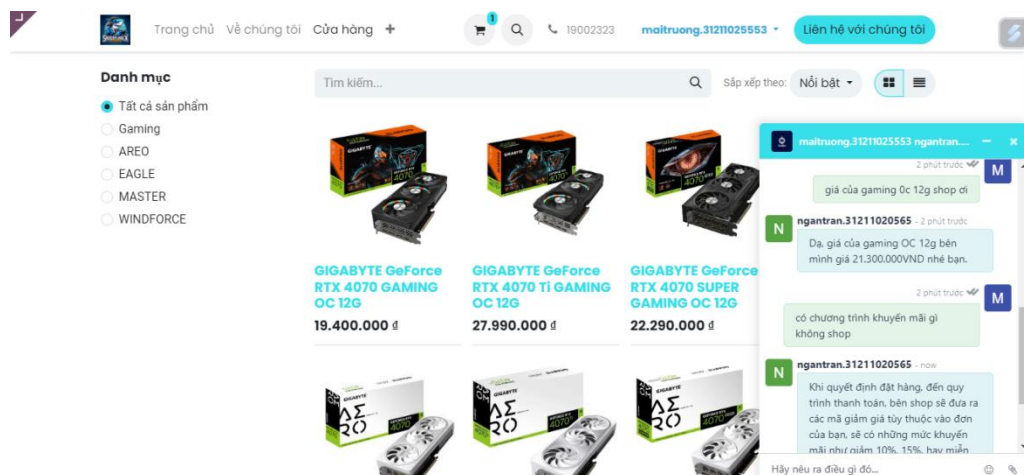 Trang chủ Về chúng tôi Cửa hàng
1
19002323
maitruong.31211025553
Liên hệ với chúng tôi
Danh mục
Tất cả sản phẩm
Gaming
AREO
EAGLE
MASTER
WINDFORCE
Tìm kiếm...
Sắp xếp theo: Nổi bật
GIGABYTE GeForce
RTX 4070 GAMING
OC 12G
19.400.000 ₫
GIGABYTE GeForce
RTX 4070 Ti GAMING
OC 12G
27.990.000 ₫
GIGABYTE GeForce
RTX 4070 SUPER
GAMING OC 12G
22.290.000 ₫
AERO
AERO
AERO
maitruong.31211025553 ngantran....
2 phút trước
M
giá của gaming 0c 12g shop ơi
N
ngantran.31211020565 - 2 phút trước
Dạ, giá của gaming OC 12g bên
mình giá 21.300.000VND nhé bạn.
2 phút trước
M
có chương trình khuyến mãi gì
không shop
N
ngantran.31211020565 - now
Khi quyết định đặt hàng, đến quy
trình thanh toán, bên shop sẽ đưa ra
các mã giảm giá tùy thuộc vào đơn
của bạn, sẽ có những mức khuyến
mãi như giảm 10%, 15%, hay miễn
Hãy nêu ra điều gì đó...